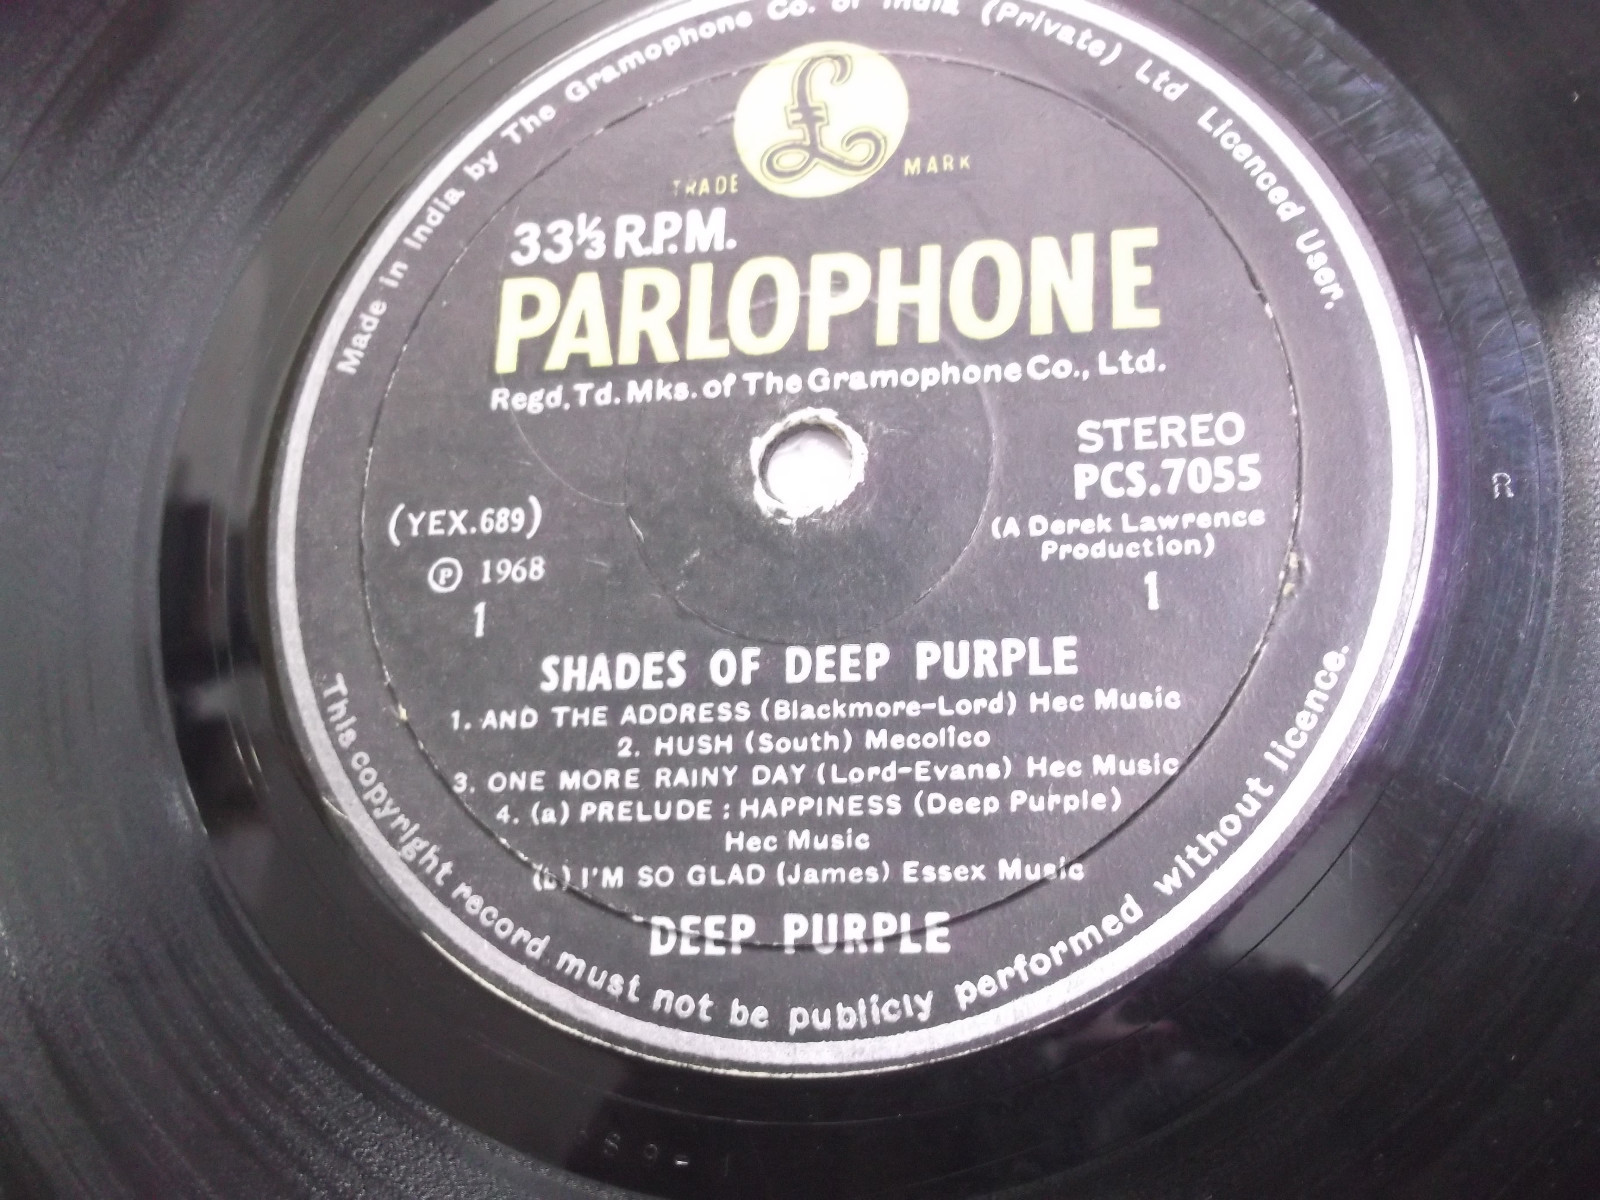 Made in India by The Gramophone Co. of India (Private) Ltd Licenced User.
£
TRADE MARK
33⅓ R.P.M.
PARLOPHONE
Regd. Td. Mks. of The Gramophone Co., Ltd.
STEREO
PCS.7055
(YEX.689)
(A Derek Lawrence
Production)
Ⓟ 1968
1
1
SHADES OF DEEP PURPLE
1. AND THE ADDRESS (Blackmore-Lord) Hec Music
2. HUSH (South) Mecolico
3. ONE MORE RAINY DAY (Lord-Evans) Hec Music
4. (a) PRELUDE : HAPPINESS (Deep Purple)
Hec Music
(b) I'M SO GLAD (James) Essex Music
DEEP PURPLE
This copyright record must not be publicly performed without licence.